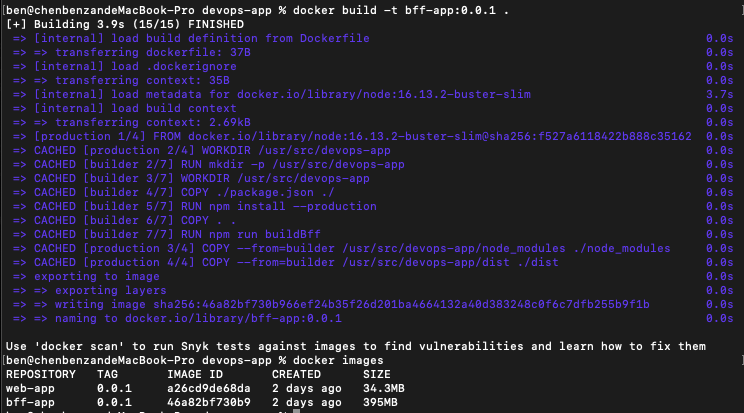 [ben@chenbenzandeMacBook-Pro devops-app % docker build -t bff-app:0.0.1 .
[+] Building 3.9s (15/15) FINISHED
=> [internal] load build definition from Dockerfile 0.0s
=> => transferring dockerfile: 37B 0.0s
=> [internal] load .dockerignore 0.0s
=> => transferring context: 35B 0.0s
=> [internal] load metadata for docker.io/library/node:16.13.2-buster-slim 3.7s
=> [internal] load build context 0.0s
=> => transferring context: 2.69kB 0.0s
=> [production 1/4] FROM docker.io/library/node:16.13.2-buster-slim@sha256:f527a6118422b888c35162 0.0s
=> CACHED [production 2/4] WORKDIR /usr/src/devops-app 0.0s
=> CACHED [builder 2/7] RUN mkdir -p /usr/src/devops-app 0.0s
=> CACHED [builder 3/7] WORKDIR /usr/src/devops-app 0.0s
=> CACHED [builder 4/7] COPY ./package.json ./ 0.0s
=> CACHED [builder 5/7] RUN npm install --production 0.0s
=> CACHED [builder 6/7] COPY . . 0.0s
=> CACHED [builder 7/7] RUN npm run buildBff 0.0s
=> CACHED [production 3/4] COPY --from=builder /usr/src/devops-app/node_modules ./node_modules 0.0s
=> CACHED [production 4/4] COPY --from=builder /usr/src/devops-app/dist ./dist 0.0s
=> exporting to image 0.0s
=> => exporting layers 0.0s
=> => writing image sha256:46a82bf730b966ef24b35f26d201ba4664132a40d383248c0f6c7dfb255b9f1b 0.0s
=> => naming to docker.io/library/bff-app:0.0.1 0.0s
Use 'docker scan' to run Snyk tests against images to find vulnerabilities and learn how to fix them
[ben@chenbenzandeMacBook-Pro devops-app % docker images ]
REPOSITORY TAG IMAGE ID CREATED SIZE
web-app 0.0.1 a26cd9de68da 2 days ago 34.3MB
bff-app 0.0.1 46a82bf730b9 2 days ago 395MB